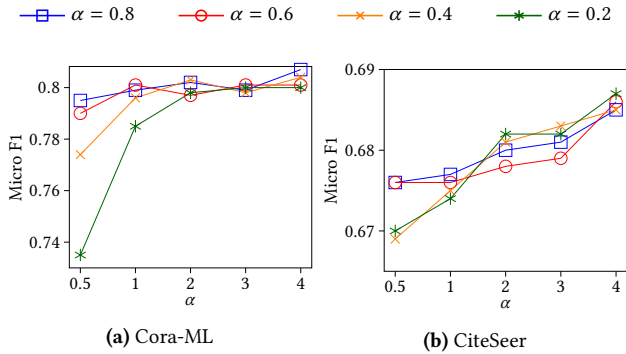 α = 0.8 α = 0.6 α = 0.4 α = 0.2
Micro F1
0.8
0.78
0.76
0.74
0.5 1 2 3 4
α
(a) Cora-ML
Micro F1
0.69
0.68
0.67
0.5 1 2 3 4
α
(b) CiteSeer